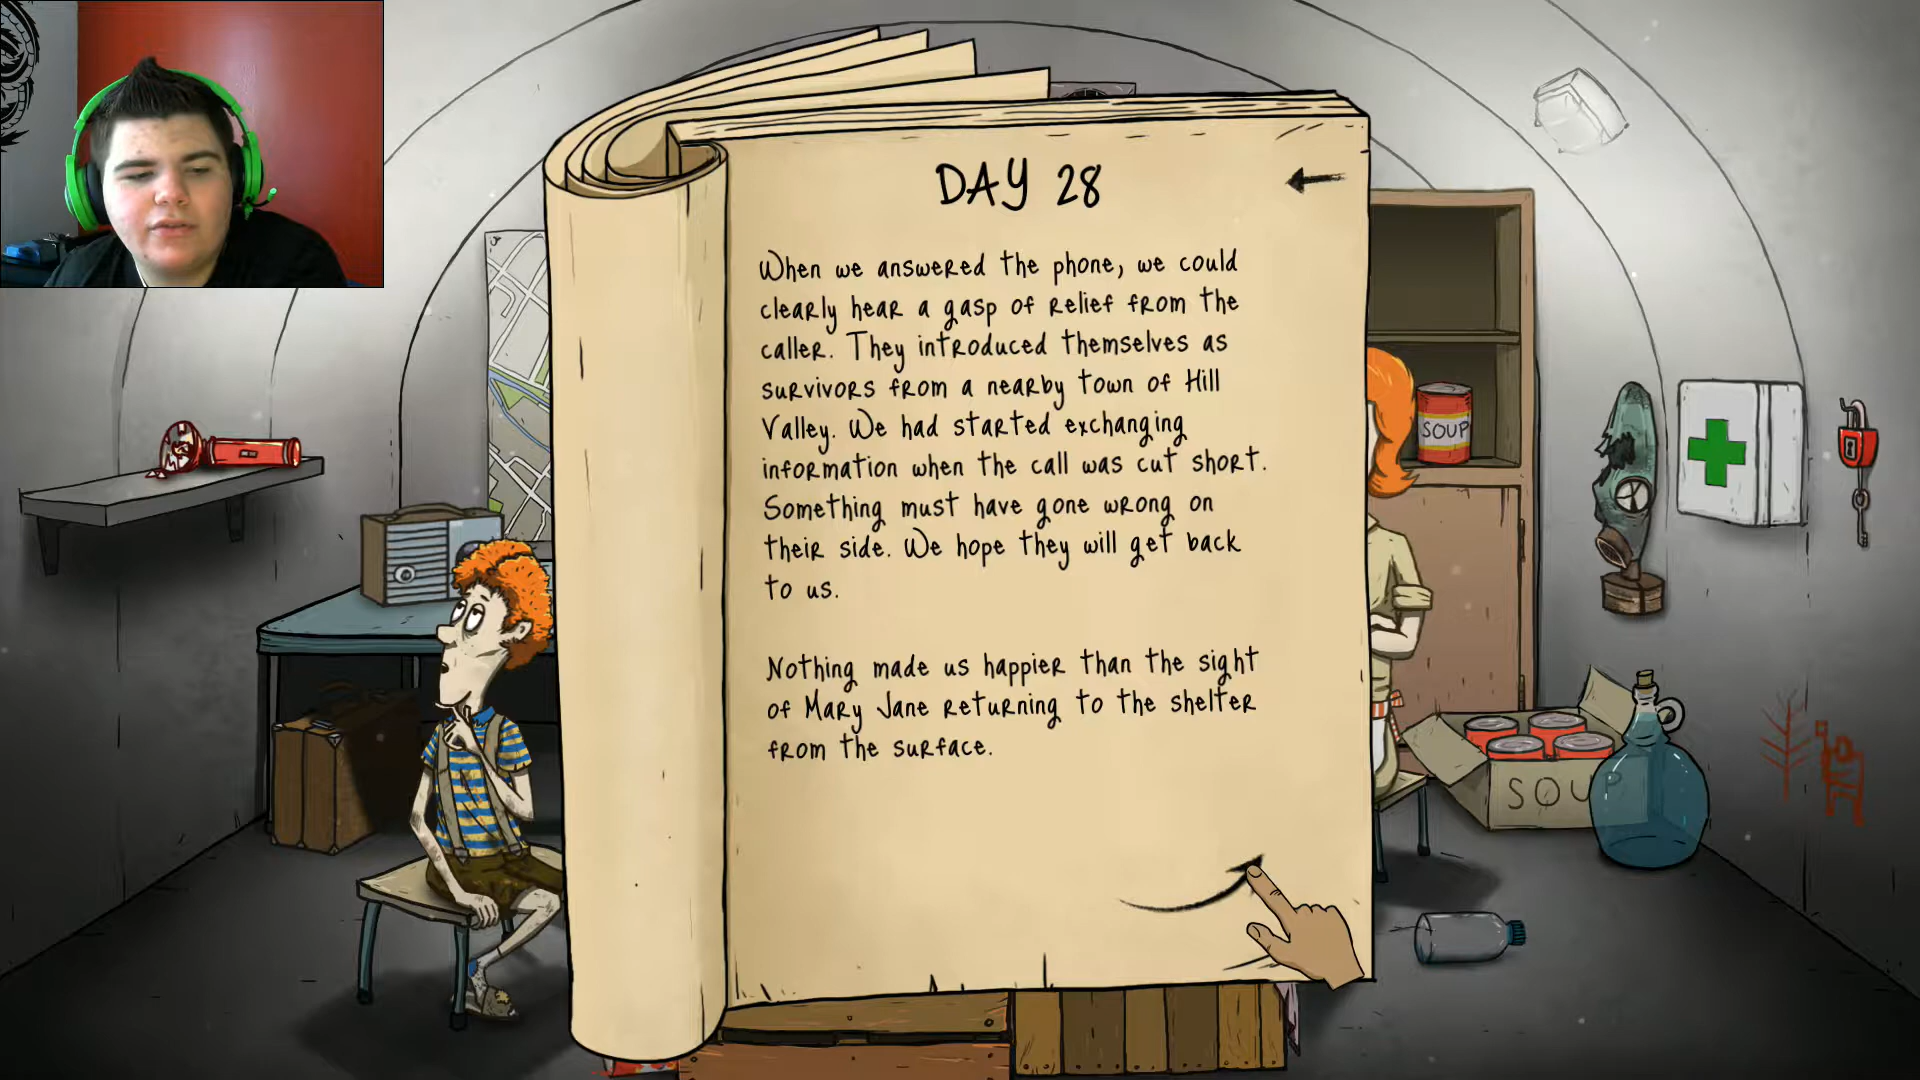 DAY 28
When we answered the phone, we could
clearly hear a gasp of relief from the
caller. They introduced themselves as
survivors from a nearby town of Hill
Valley. We had started exchanging
information when the call was cut short.
Something must have gone wrong on
their side. We hope they will get back
to us.
Nothing made us happier than the sight
of Mary Jane returning to the shelter
from the surface.
SOUP
SOU